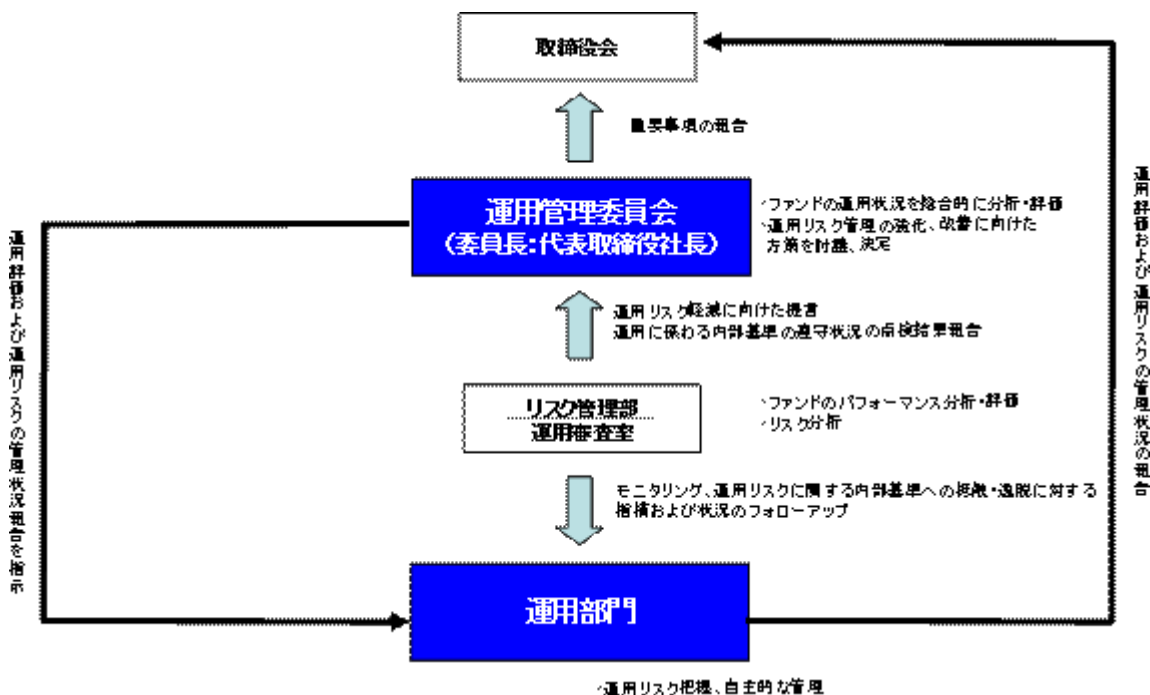 取締役会
重要事項の報告
運用管理委員会
(委員長:代表取締役社長)
・ファンドの運用状況を総合的に分析・評価
・運用リスク管理の強化、改善に向けた
方策を討議、決定
運用リスク軽減に向けた提言
運用に係わる内部基準の遵守状況の点検結果報告
リスク管理部
運用審査室
・ファンドのパフォーマンス分析・評価
・リスク分析
モニタリング、運用リスクに関する内部基準への抵触・逸脱に対する
指摘および状況のフォローアップ
運用部門
・運用リスク把握、自主的な管理
運用評価および運用リスクの管理状況報告を指示
運用評価および運用リスクの管理状況の報告